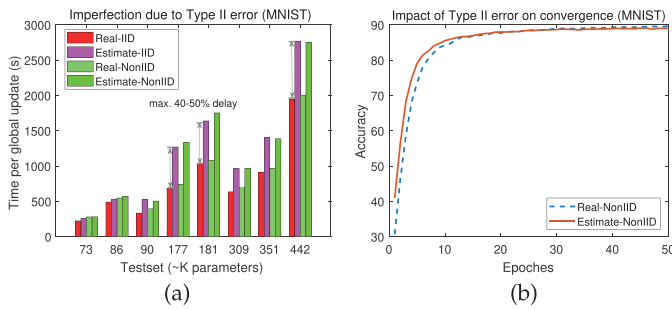 Imperfection due to Type II error (MNIST)
3000
2500
2000
1500
1000
500
0
Time per global update (s)
Real-IID
Estimate-IID
Real-NonIID
Estimate-NonIID
max. 40-50% delay
73 86 90 177 181 309 351 442
Testset (~K parameters)
(a)
Impact of Type II error on convergence (MNIST)
90
80
70
60
50
40
30
Accuracy
Real-NonIID
Estimate-NonIID
0 10 20 30 40 50
Epoches
(b)